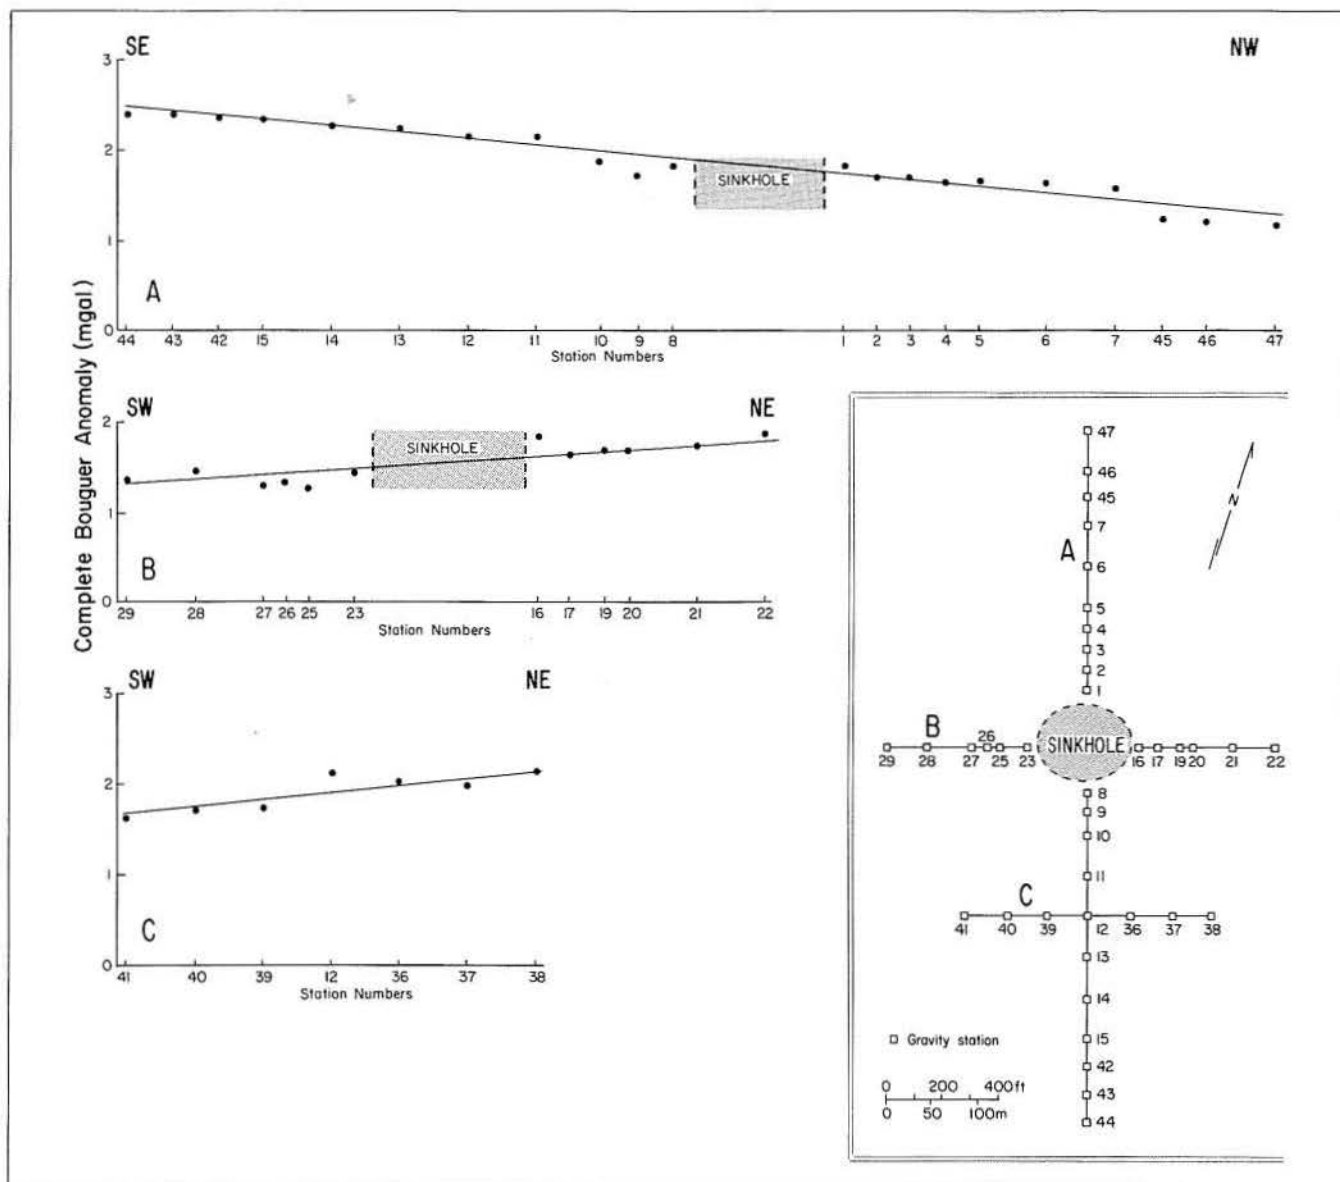 SE NW
3
2
1
0
SINKHOLE
A
44 43 42 15 14 13 12 11 10 9 8 1 2 3 4 5 6 7 45 46 47
Station Numbers
Complete Bouguer Anomaly (mgal)
SW NE
2
1
0
SINKHOLE
B
29 28 27 26 25 23 16 17 19 20 21 22
Station Numbers
SW NE
3
2
1
0
C
41 40 39 12 36 37 38
Station Numbers
47
46
45
7
A
6
N
5
4
3
2
1
B
26
SINKHOLE
29 28 27 25 23 16 17 19 20 21 22
8
9
10
11
C
41 40 39 12 36 37 38
13
14
15
Gravity station
42
0 200 400 ft
43
0 50 100 m
44